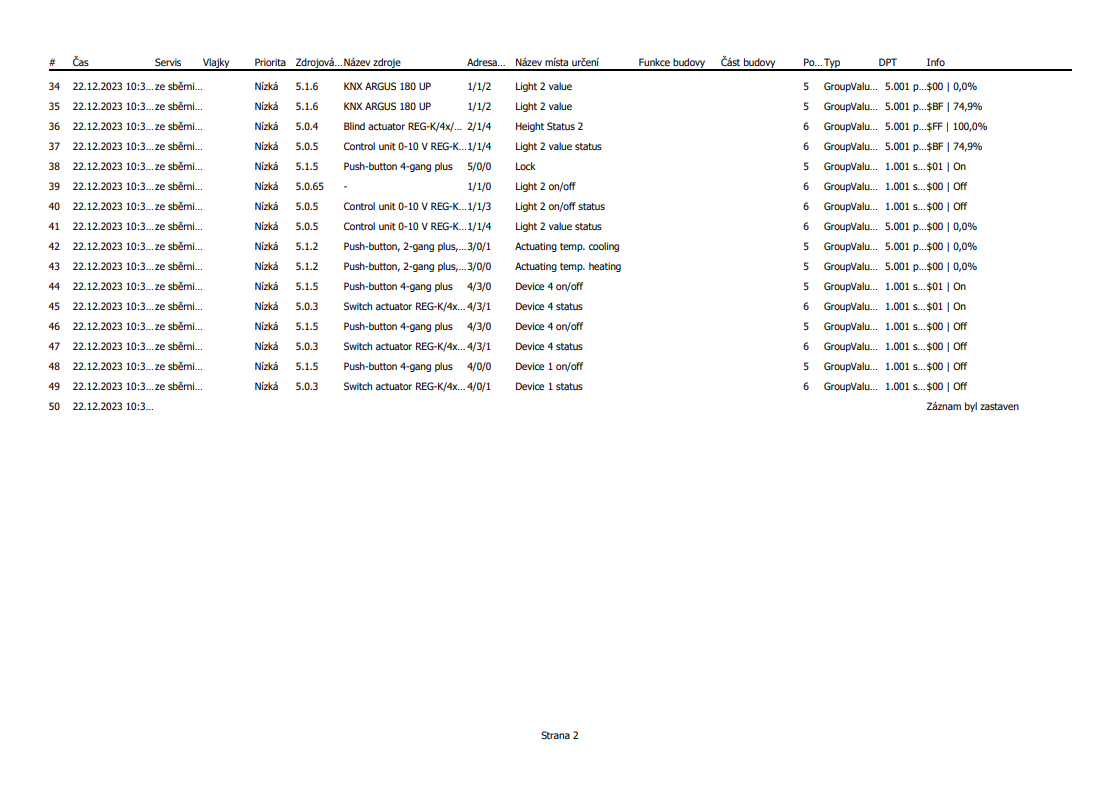 # Čas Servis Vlajky Priorita Zdrojová... Název zdroje Adresa... Název místa určení Funkce budovy Část budovy Po... Typ DPT Info
34 22.12.2023 10:3... ze sběrni... Nízká 5.1.6 KNX ARGUS 180 UP 1/1/2 Light 2 value 5 GroupValu... 5.001 p... $00 | 0,0%
35 22.12.2023 10:3... ze sběrni... Nízká 5.1.6 KNX ARGUS 180 UP 1/1/2 Light 2 value 5 GroupValu... 5.001 p... $BF | 74,9%
36 22.12.2023 10:3... ze sběrni... Nízká 5.0.4 Blind actuator REG-K/4x/... 2/1/4 Height Status 2 6 GroupValu... 5.001 p... $FF | 100,0%
37 22.12.2023 10:3... ze sběrni... Nízká 5.0.5 Control unit 0-10 V REG-K... 1/1/4 Light 2 value status 6 GroupValu... 5.001 p... $BF | 74,9%
38 22.12.2023 10:3... ze sběrni... Nízká 5.1.5 Push-button 4-gang plus 5/0/0 Lock 5 GroupValu... 1.001 s... $01 | On
39 22.12.2023 10:3... ze sběrni... Nízká 5.0.65 - 1/1/0 Light 2 on/off 6 GroupValu... 1.001 s... $00 | Off
40 22.12.2023 10:3... ze sběrni... Nízká 5.0.5 Control unit 0-10 V REG-K... 1/1/3 Light 2 on/off status 6 GroupValu... 1.001 s... $00 | Off
41 22.12.2023 10:3... ze sběrni... Nízká 5.0.5 Control unit 0-10 V REG-K... 1/1/4 Light 2 value status 6 GroupValu... 5.001 p... $00 | 0,0%
42 22.12.2023 10:3... ze sběrni... Nízká 5.1.2 Push-button, 2-gang plus,... 3/0/1 Actuating temp. cooling 5 GroupValu... 5.001 p... $00 | 0,0%
43 22.12.2023 10:3... ze sběrni... Nízká 5.1.2 Push-button, 2-gang plus,... 3/0/0 Actuating temp. heating 5 GroupValu... 5.001 p... $00 | 0,0%
44 22.12.2023 10:3... ze sběrni... Nízká 5.1.5 Push-button 4-gang plus 4/3/0 Device 4 on/off 5 GroupValu... 1.001 s... $01 | On
45 22.12.2023 10:3... ze sběrni... Nízká 5.0.3 Switch actuator REG-K/4x... 4/3/1 Device 4 status 6 GroupValu... 1.001 s... $01 | On
46 22.12.2023 10:3... ze sběrni... Nízká 5.1.5 Push-button 4-gang plus 4/3/0 Device 4 on/off 5 GroupValu... 1.001 s... $00 | Off
47 22.12.2023 10:3... ze sběrni... Nízká 5.0.3 Switch actuator REG-K/4x... 4/3/1 Device 4 status 6 GroupValu... 1.001 s... $00 | Off
48 22.12.2023 10:3... ze sběrni... Nízká 5.1.5 Push-button 4-gang plus 4/0/0 Device 1 on/off 5 GroupValu... 1.001 s... $00 | Off
49 22.12.2023 10:3... ze sběrni... Nízká 5.0.3 Switch actuator REG-K/4x... 4/0/1 Device 1 status 6 GroupValu... 1.001 s... $00 | Off
50 22.12.2023 10:3... Záznam byl zastaven
Strana 2